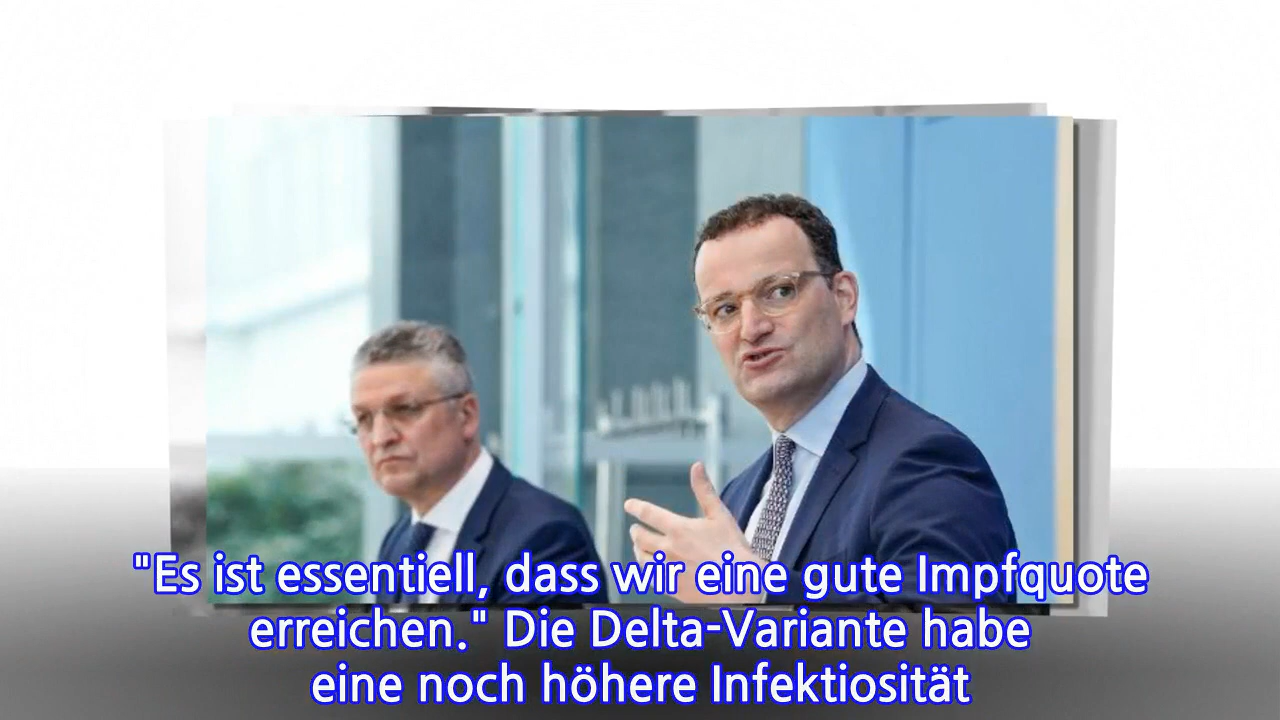 "Es ist essentiell, dass wir eine gute Impfquote
erreichen." Die Delta-Variante habe
eine noch höhere Infektiosität